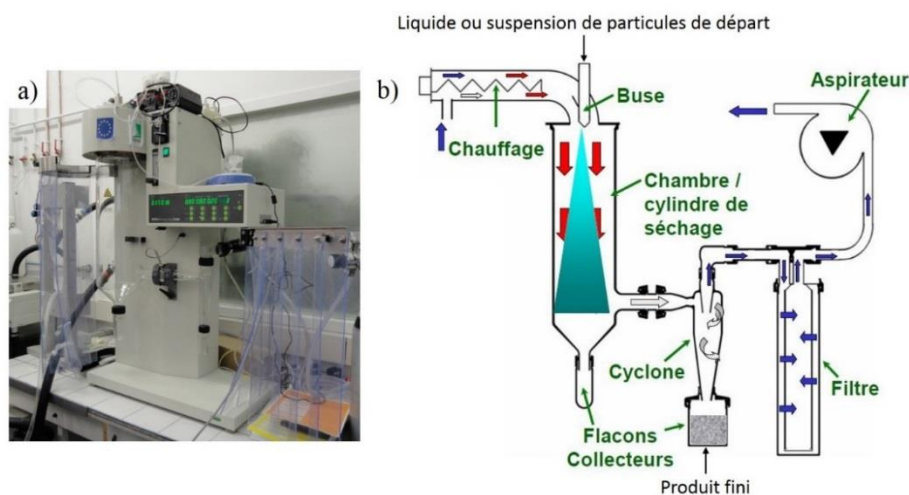 a)
b)
Liquide ou suspension de particules de départ
Buse
Chauffage
Aspirateur
Chambre /
cylindre de
séchage
Cyclone
Filtre
Flacons
Collecteurs
Produit fini